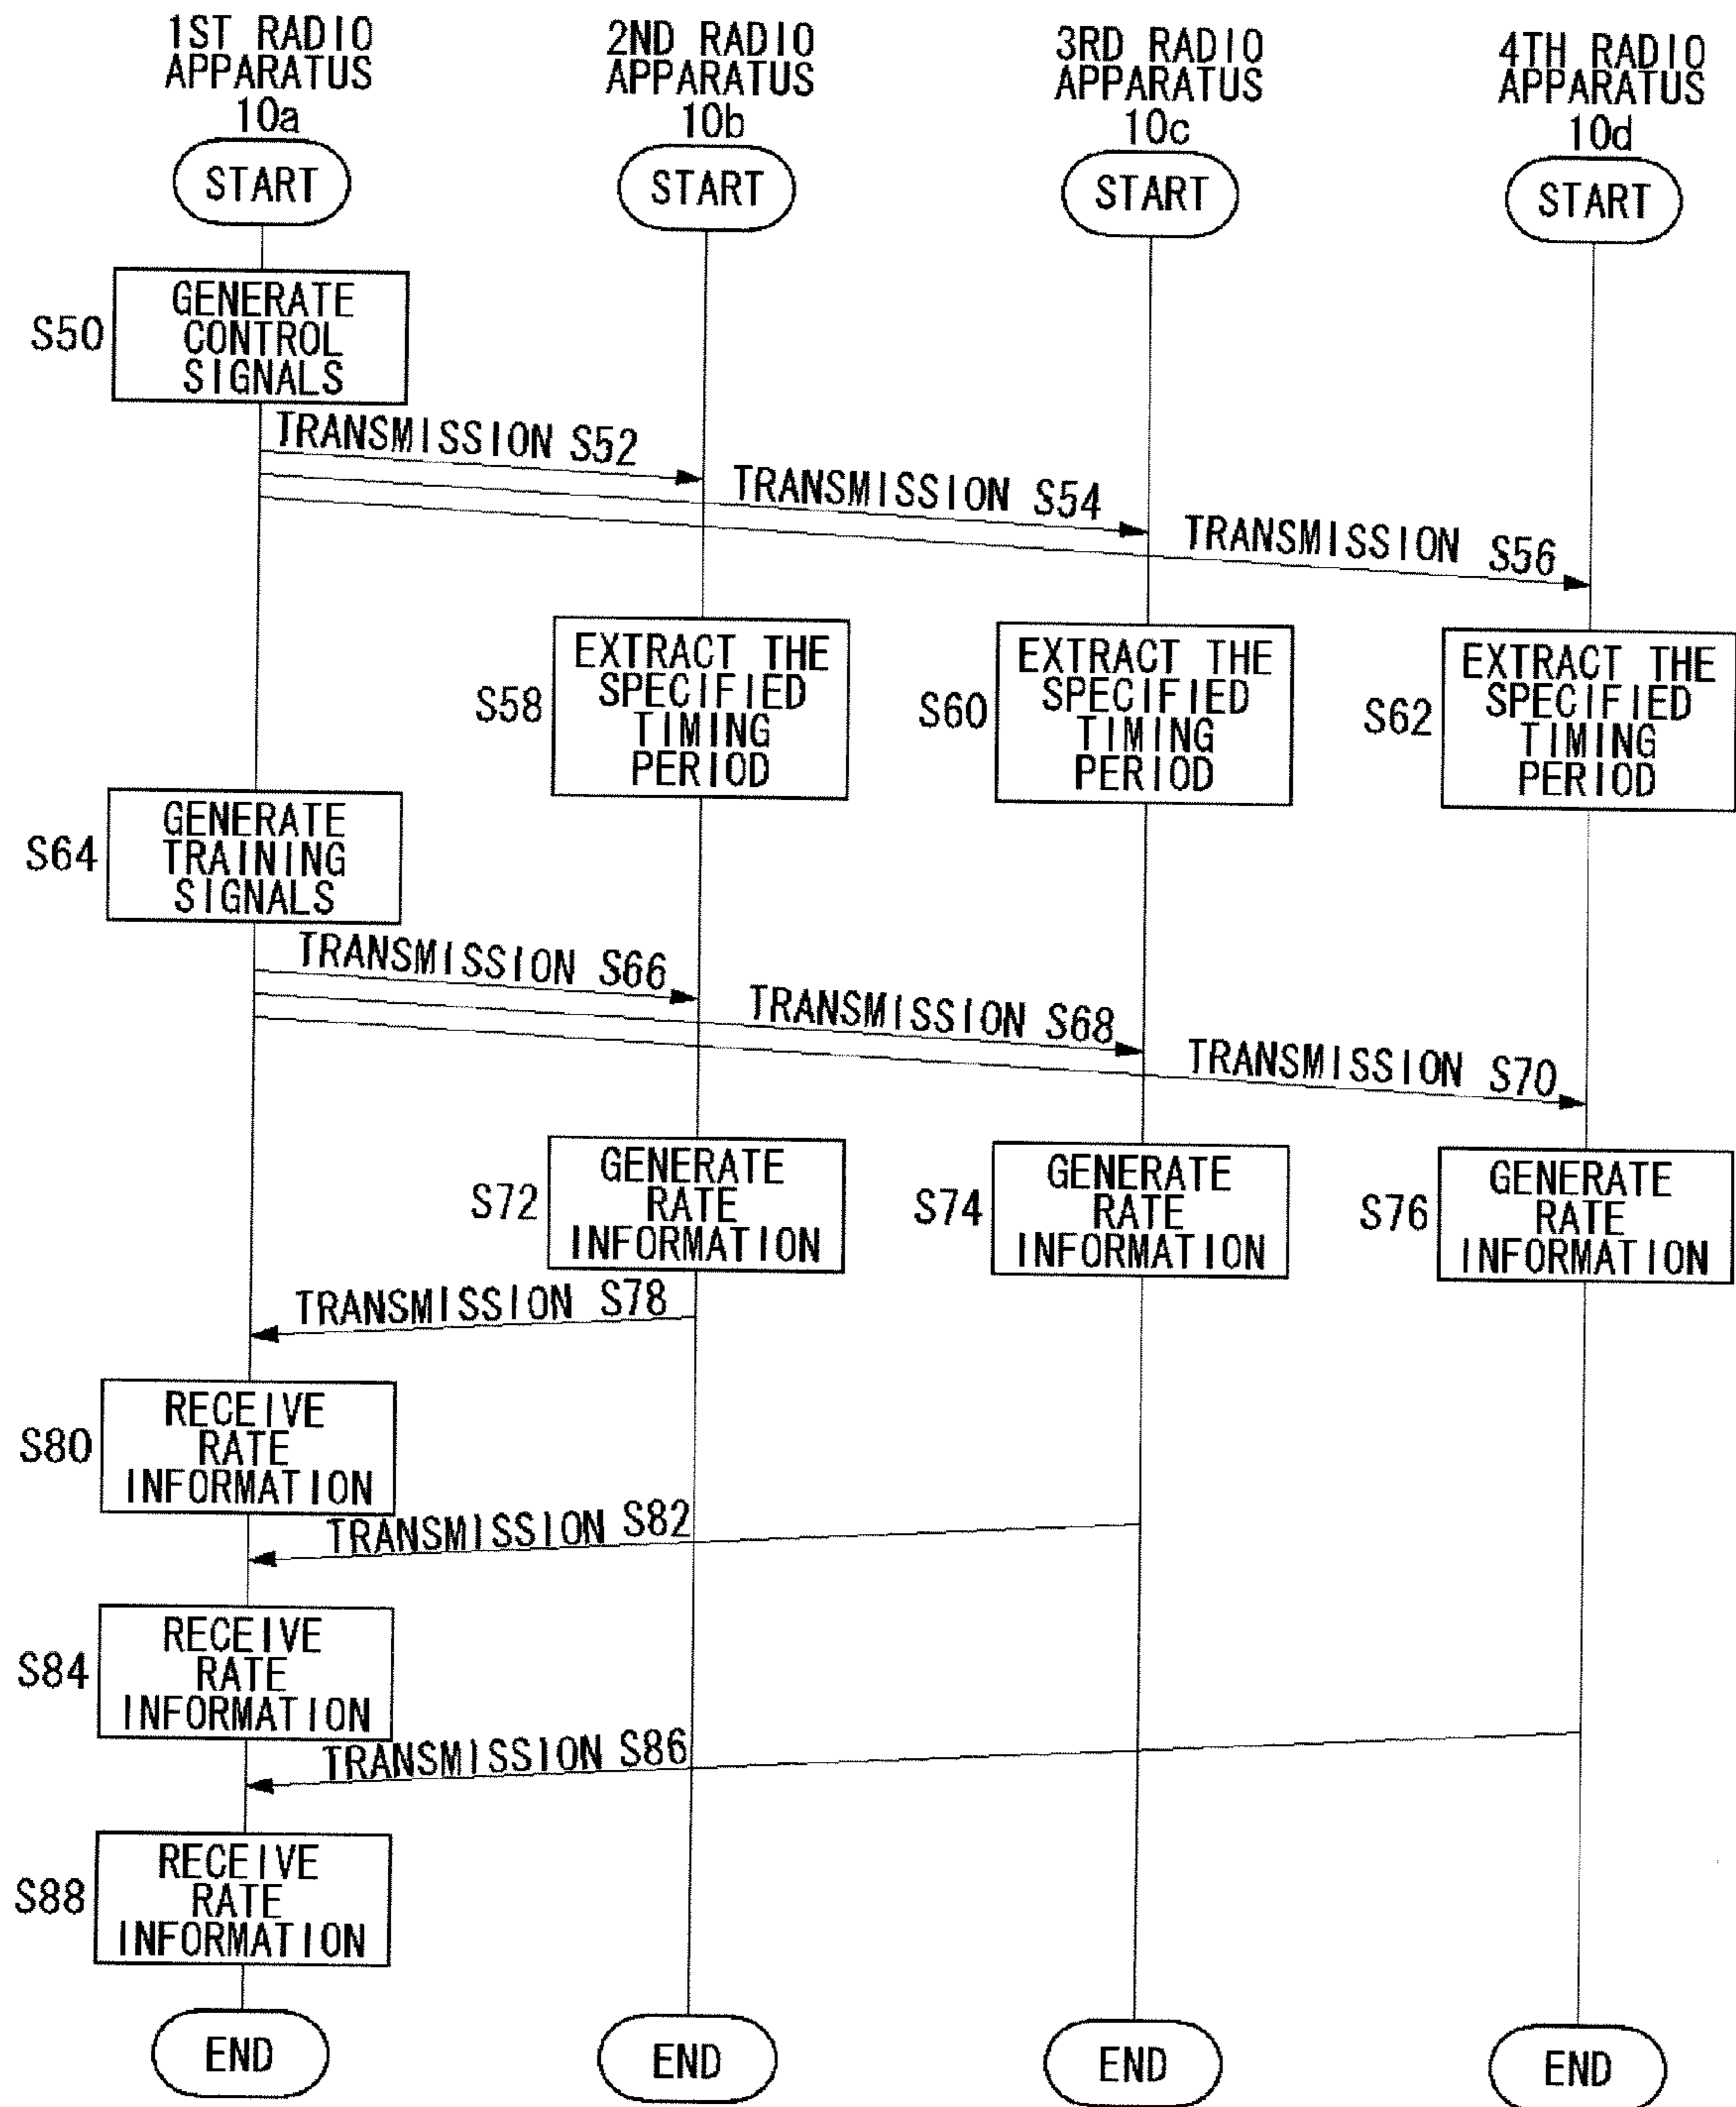 1ST RADIO
APPARATUS
10a
2ND RADIO
APPARATUS
10b
3RD RADIO
APPARATUS
10c
4TH RADIO
APPARATUS
10d
START
START
START
START
S50
GENERATE
CONTROL
SIGNALS
TRANSMISSION S52
TRANSMISSION S54
TRANSMISSION S56
S58
EXTRACT THE
SPECIFIED
TIMING
PERIOD
S60
EXTRACT THE
SPECIFIED
TIMING
PERIOD
S62
EXTRACT THE
SPECIFIED
TIMING
PERIOD
S64
GENERATE
TRAINING
SIGNALS
TRANSMISSION S66
TRANSMISSION S68
TRANSMISSION S70
S72
GENERATE
RATE
INFORMATION
S74
GENERATE
RATE
INFORMATION
S76
GENERATE
RATE
INFORMATION
TRANSMISSION S78
S80
RECEIVE
RATE
INFORMATION
TRANSMISSION S82
S84
RECEIVE
RATE
INFORMATION
TRANSMISSION S86
S88
RECEIVE
RATE
INFORMATION
END
END
END
END